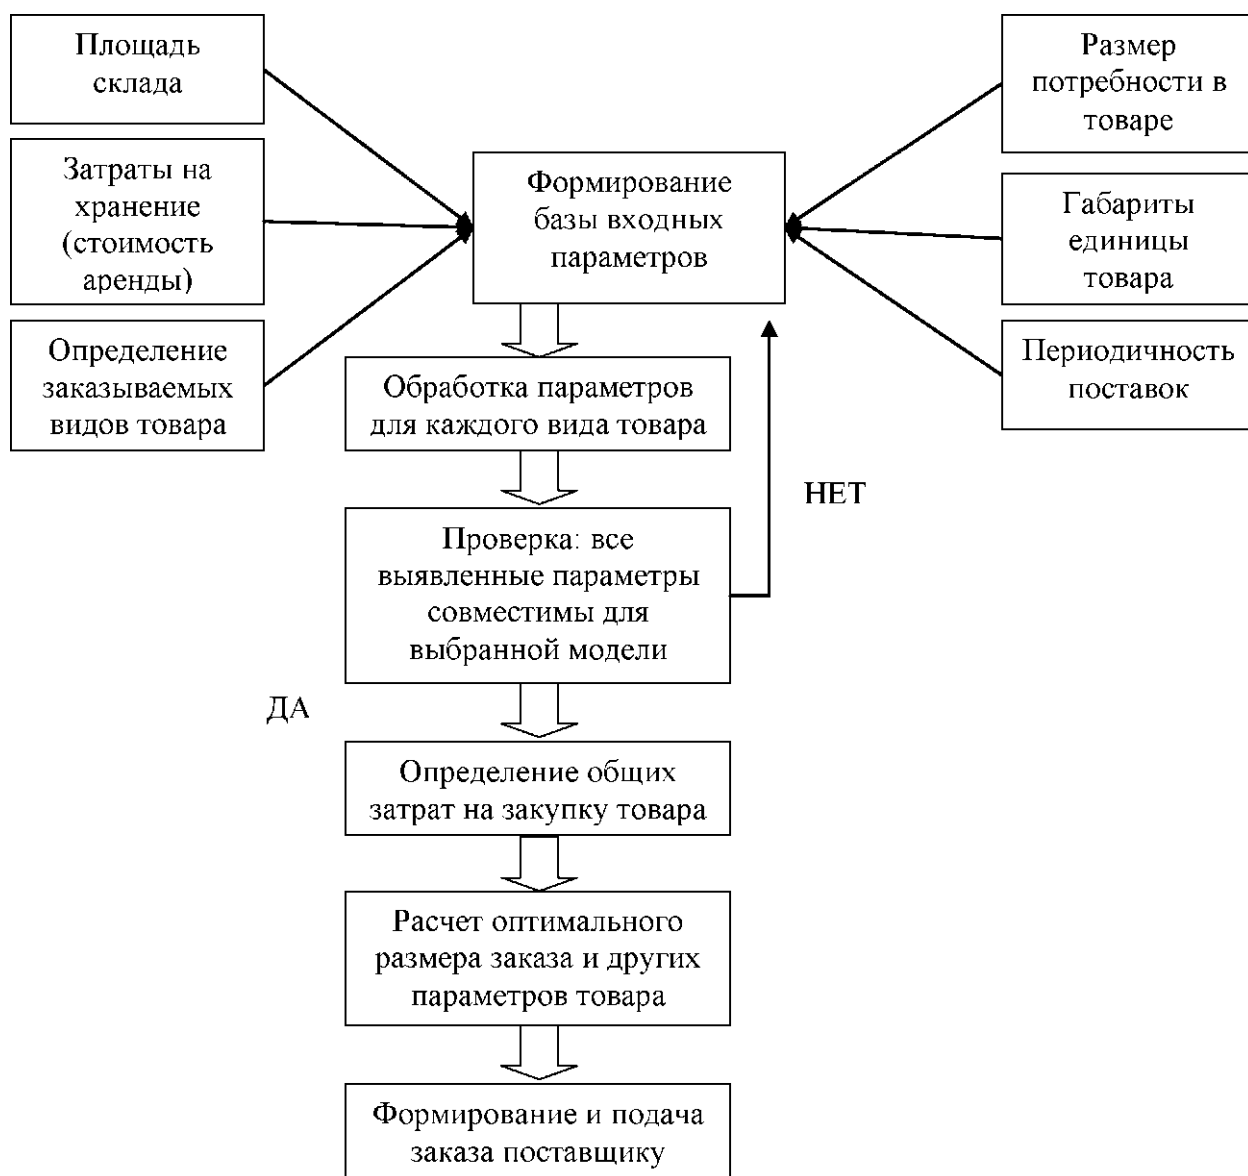 Площадь
склада
Затраты на
хранение
(стоимость
аренды)
Определение
заказываемых
видов товара
Формирование
базы входных
параметров
Размер
потребности в
товаре
Габариты
единицы
товара
Периодичность
поставок
Обработка параметров
для каждого вида товара
НЕТ
Проверка: все
выявленные параметры
совместимы для
выбранной модели
ДА
Определение общих
затрат на закупку товара
Расчет оптимального
размера заказа и других
параметров товара
Формирование и подача
заказа поставщику